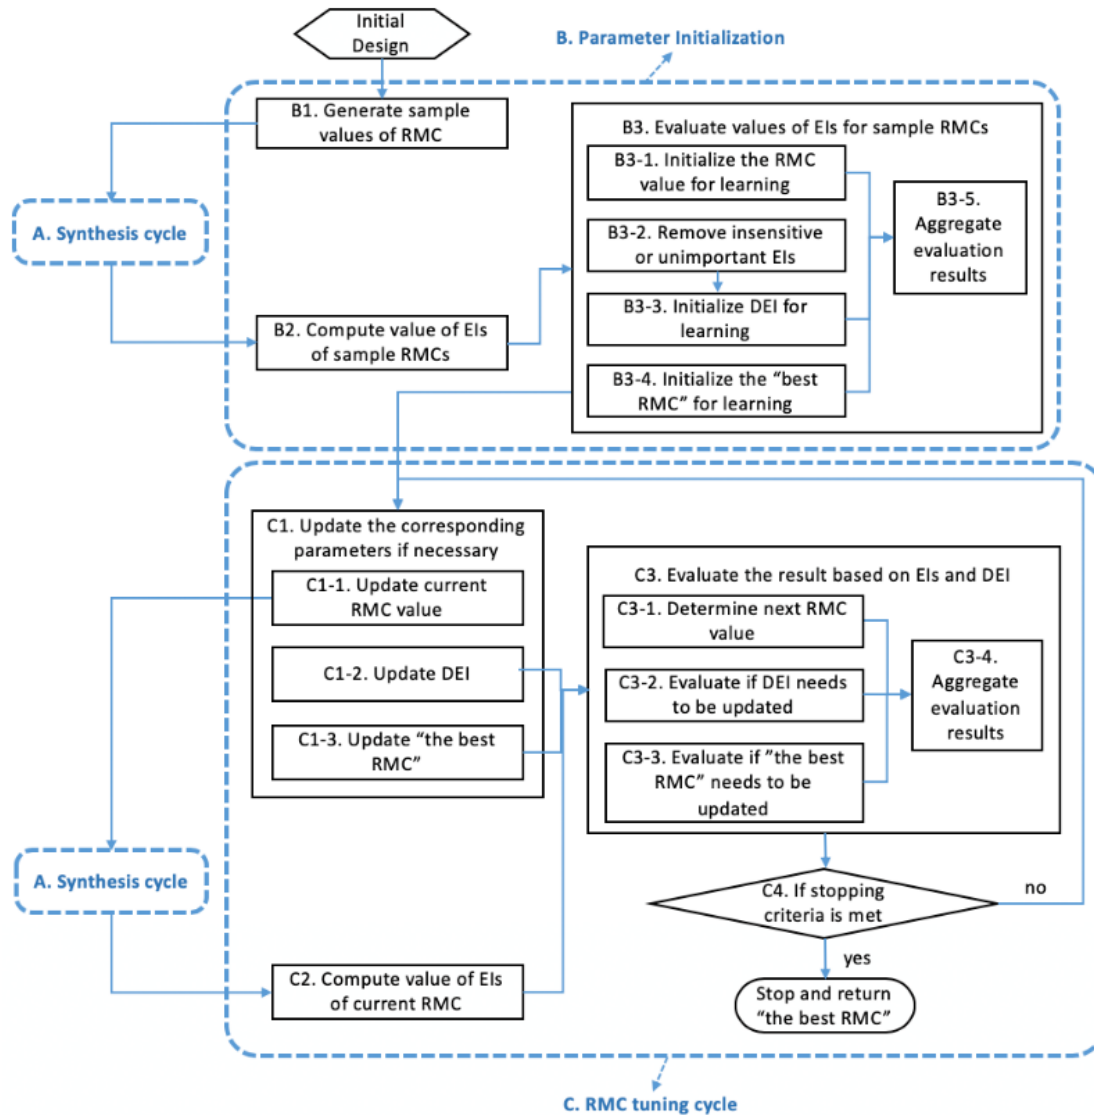 Initial
Design
B. Parameter Initialization
B1. Generate sample
values of RMC
A. Synthesis cycle
B2. Compute value of EIs
of sample RMCs
B3. Evaluate values of EIs for sample RMCs
B3-1. Initialize the RMC
value for learning
B3-2. Remove insensitive
or unimportant EIs
B3-3. Initialize DEI for
learning
B3-4. Initialize the “best
RMC” for learning
B3-5.
Aggregate
evaluation
results
C1. Update the corresponding
parameters if necessary
C1-1. Update current
RMC value
C1-2. Update DEI
C1-3. Update “the best
RMC”
A. Synthesis cycle
C2. Compute value of EIs
of current RMC
C3. Evaluate the result based on EIs and DEI
C3-1. Determine next RMC
value
C3-2. Evaluate if DEI needs
to be updated
C3-3. Evaluate if ”the best
RMC” needs to be
updated
C3-4.
Aggregate
evaluation
results
C4. If stopping
criteria is met
no
yes
Stop and return
“the best RMC”
C. RMC tuning cycle